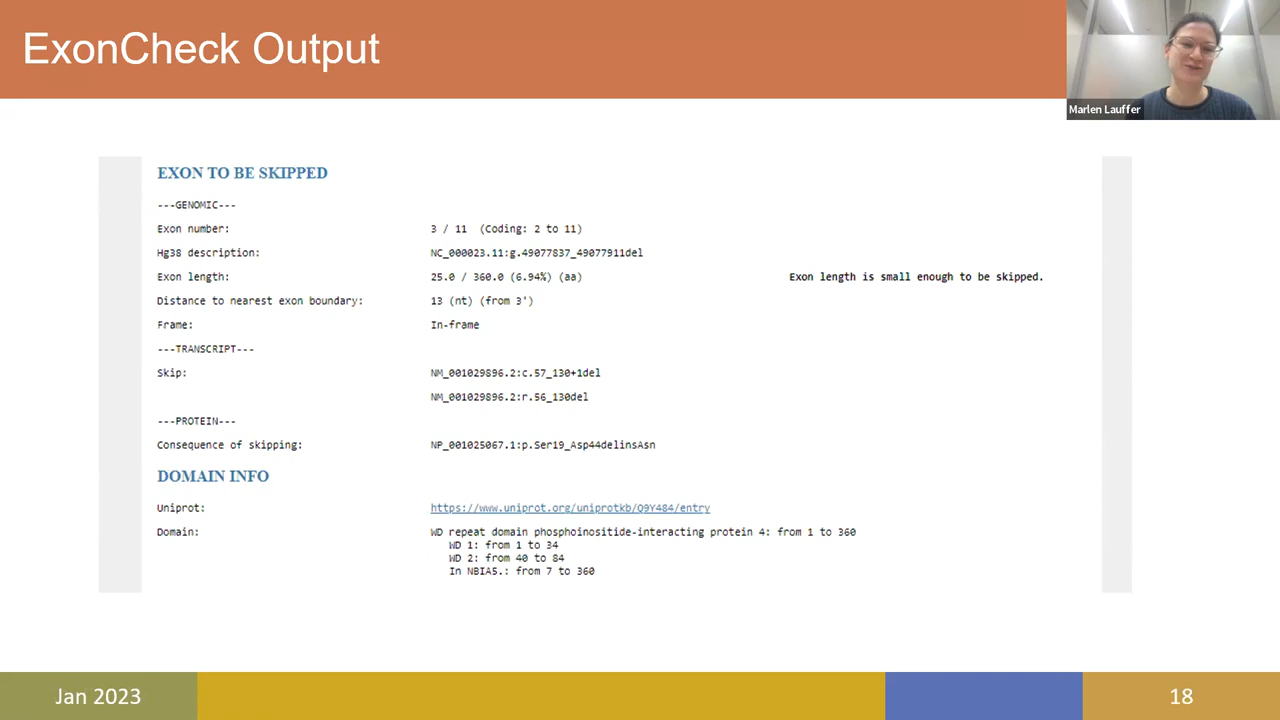 ExonCheck Output
Marlen Lauffer
EXON TO BE SKIPPED
---GENOMIC---
Exon number: 3 / 11 (Coding: 2 to 11)
Hg38 description: NC_000023.11:g.49077837_49077911del
Exon length: 25.0 / 360.0 (6.94%) (aa) Exon length is small enough to be skipped.
Distance to nearest exon boundary: 13 (nt) (from 3')
Frame: In-frame
---TRANSCRIPT---
Skip: NM_001029896.2:c.57_130+1del
NM_001029896.2:r.56_130del
---PROTEIN---
Consequence of skipping: NP_001025067.1:p.Ser19_Asp44delinsAsn
DOMAIN INFO
Uniprot: https://www.uniprot.org/uniprotkb/Q9Y484/entry
Domain: WD repeat domain phosphoinositide-interacting protein 4: from 1 to 360
WD 1: from 1 to 34
WD 2: from 40 to 84
In NBIA5.: from 7 to 360
Jan 2023
18